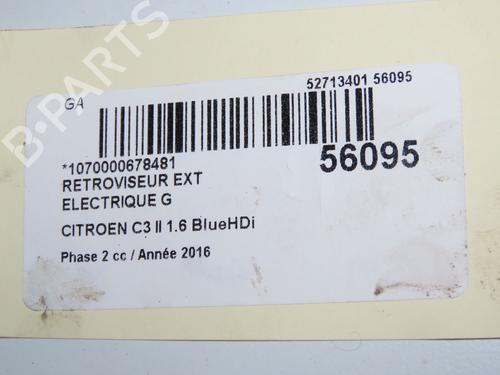 B-PARTS
52713401 56095
GA
*1070000678481
56095
RETROVISEUR EXT
ELECTRIQUE G
CITROEN C3 II 1.6 BlueHDi
Phase 2 cc / Année 2016